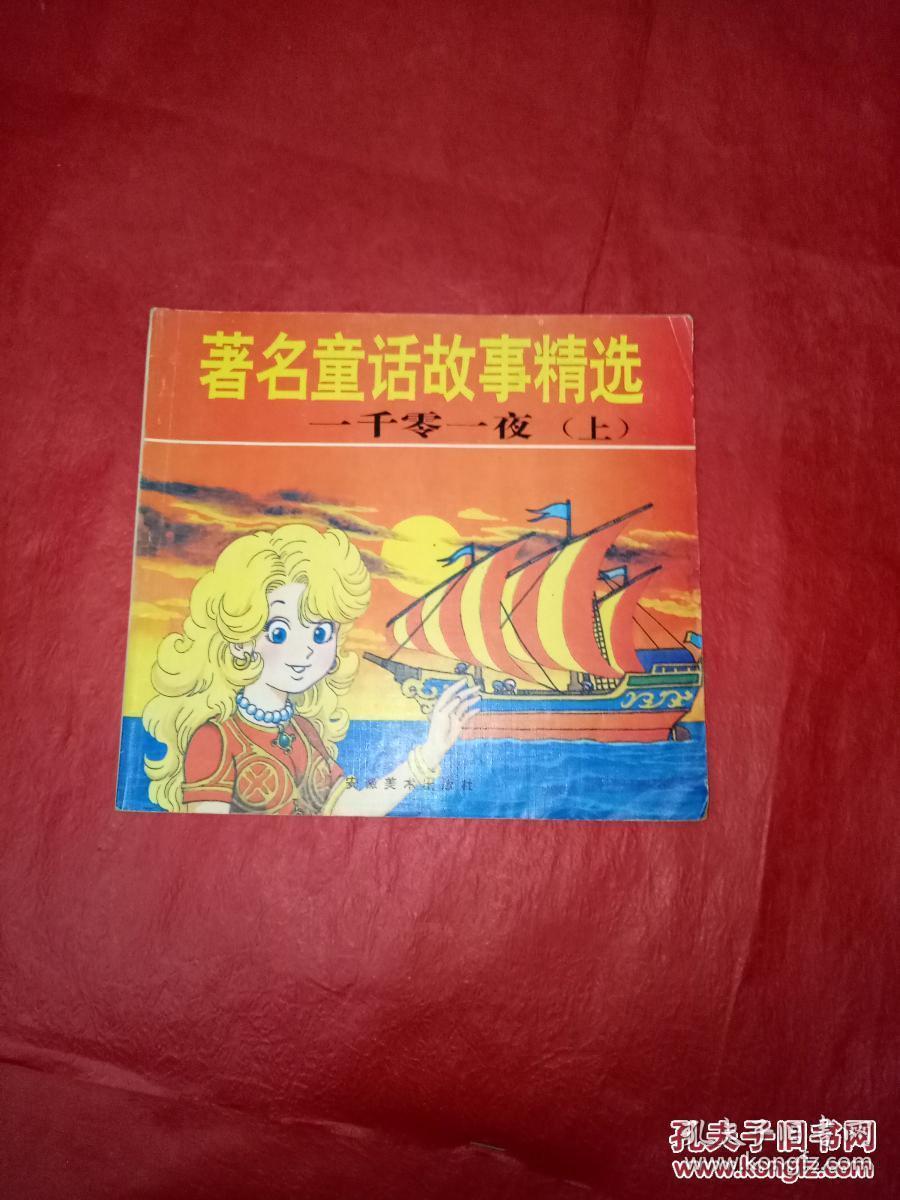 著名童话故事精选
一千零一夜（上）
安徽美术出版社
孔夫子旧书网
www.kongfz.com